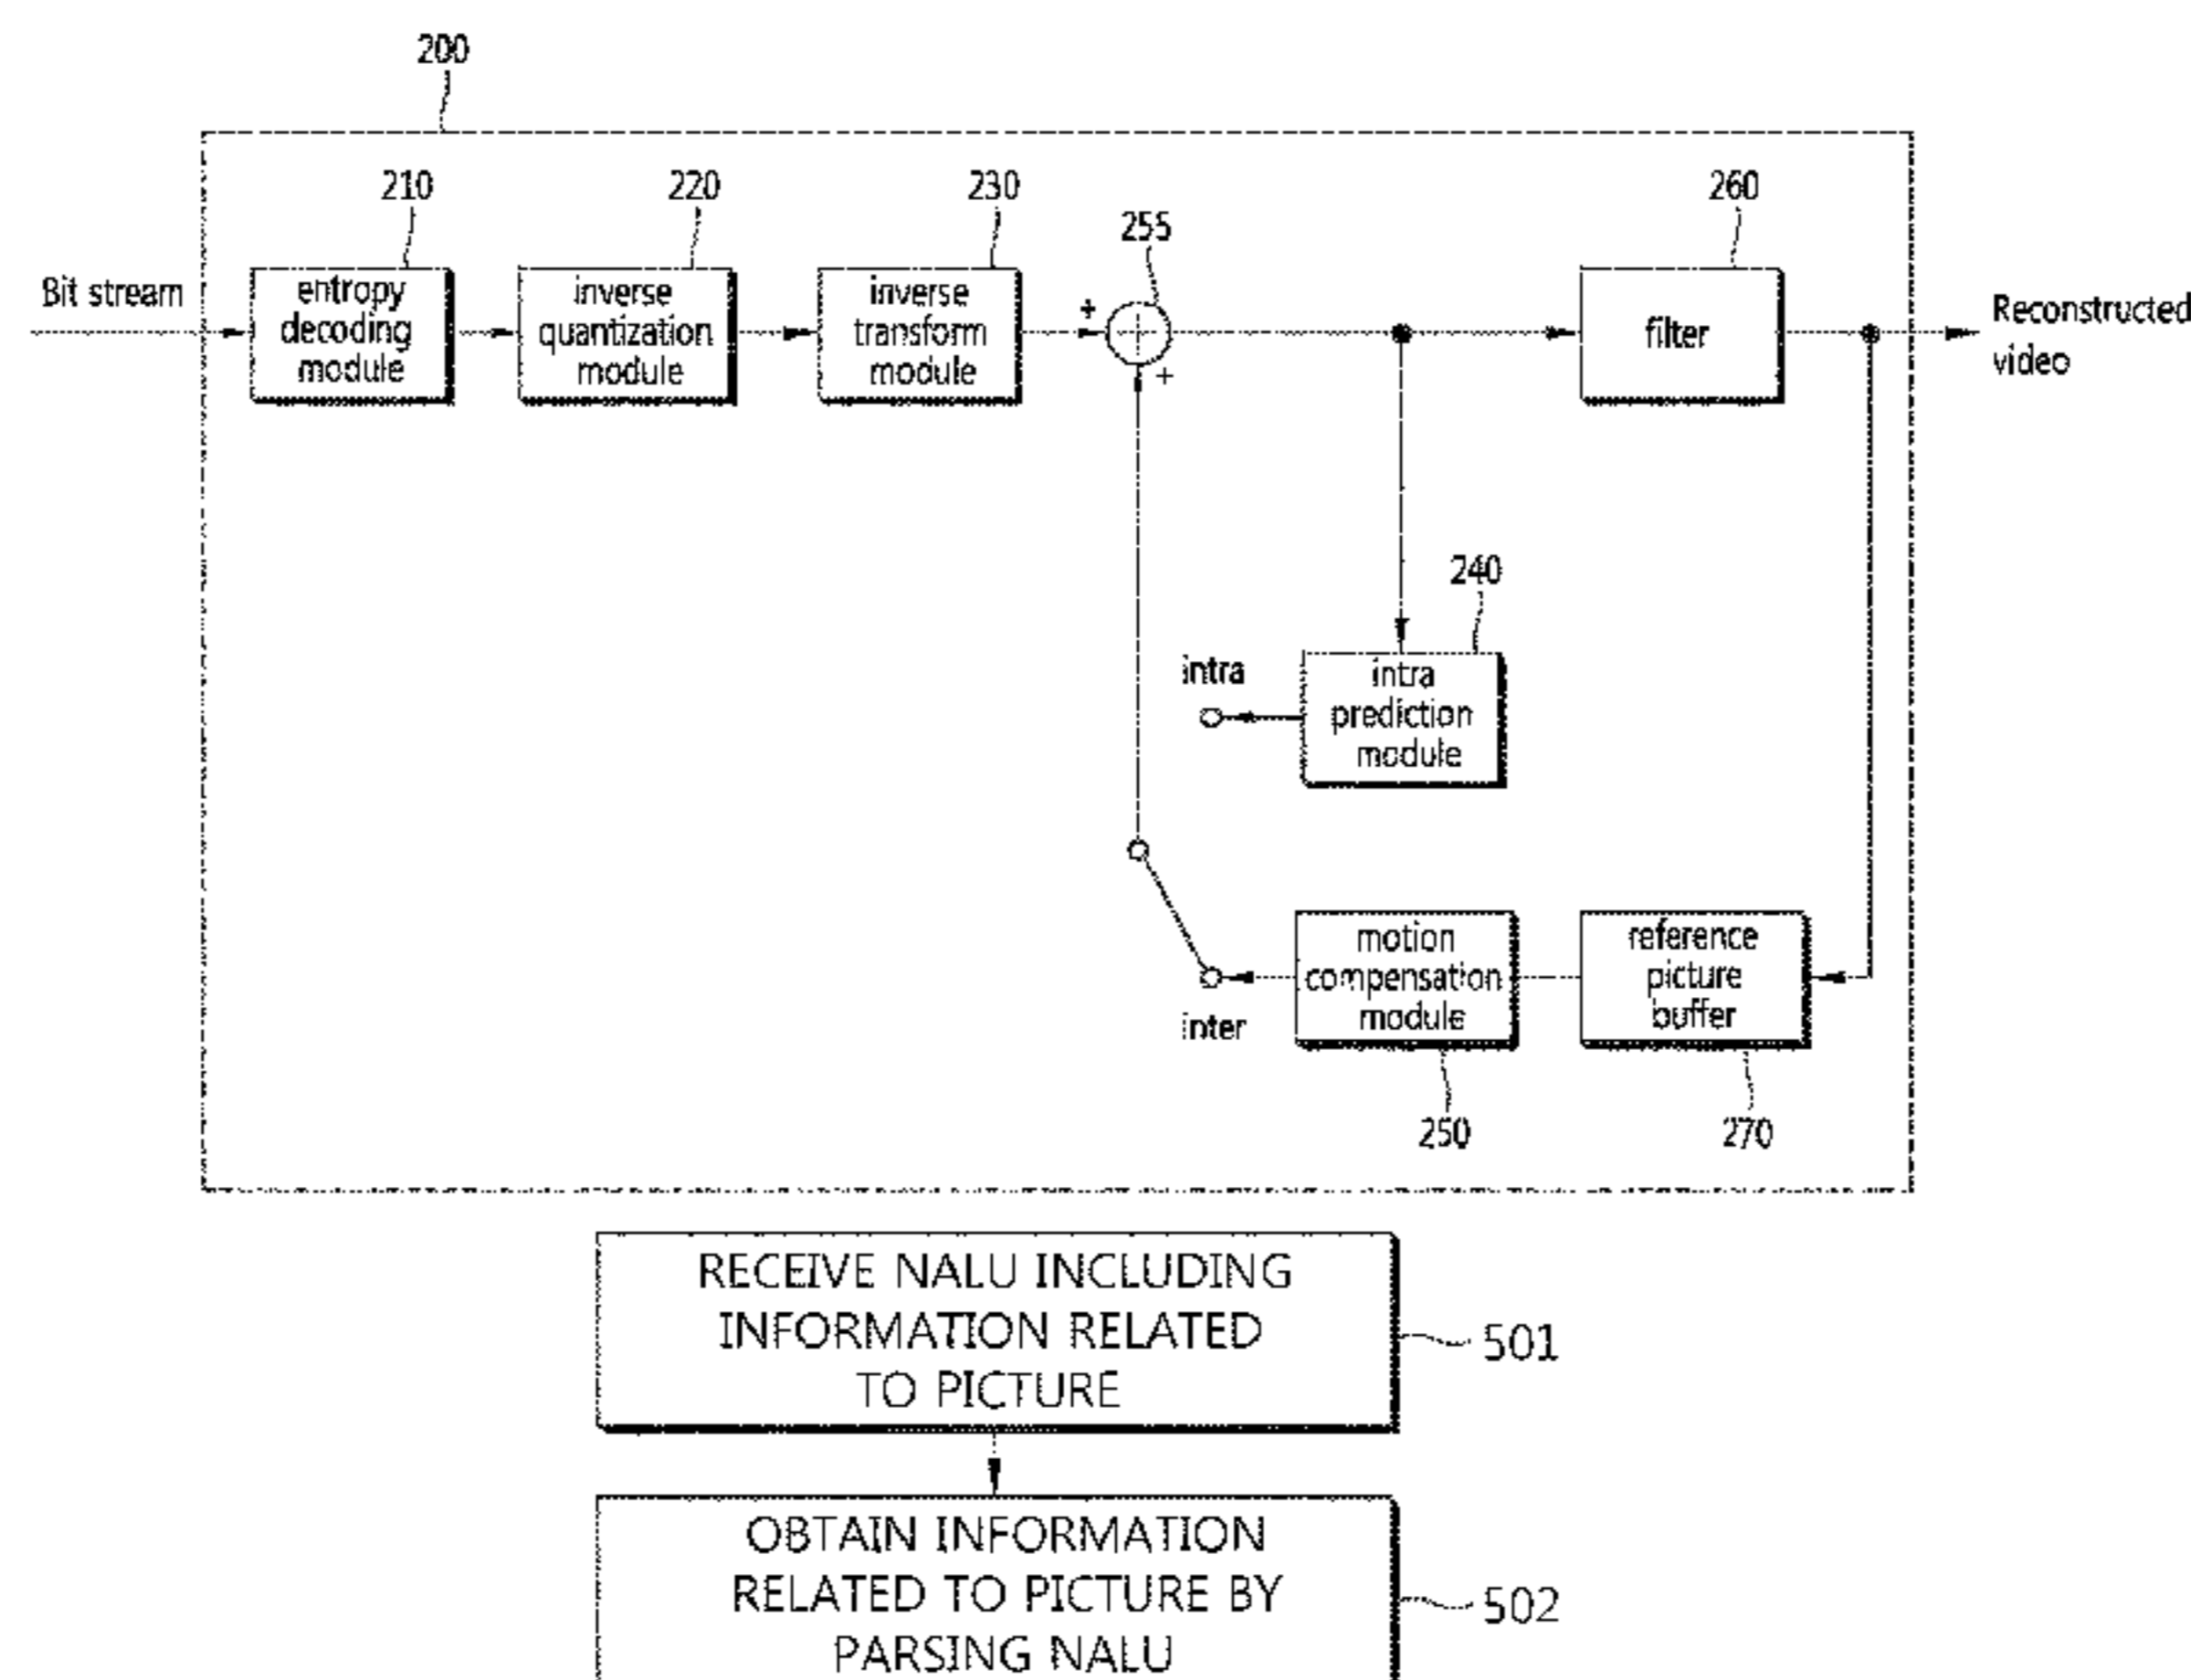 200
210
220
230
255
260
Bit stream
entropy
decoding
module
inverse
quantization
module
inverse
transform
module
+
+
filter
Reconstructed
video
240
intra
intra
prediction
module
motion
compensation
module
reference
picture
buffer
inter
250
270
RECEIVE NALU INCLUDING
INFORMATION RELATED
TO PICTURE
501
OBTAIN INFORMATION
RELATED TO PICTURE BY
PARSING NALU
502